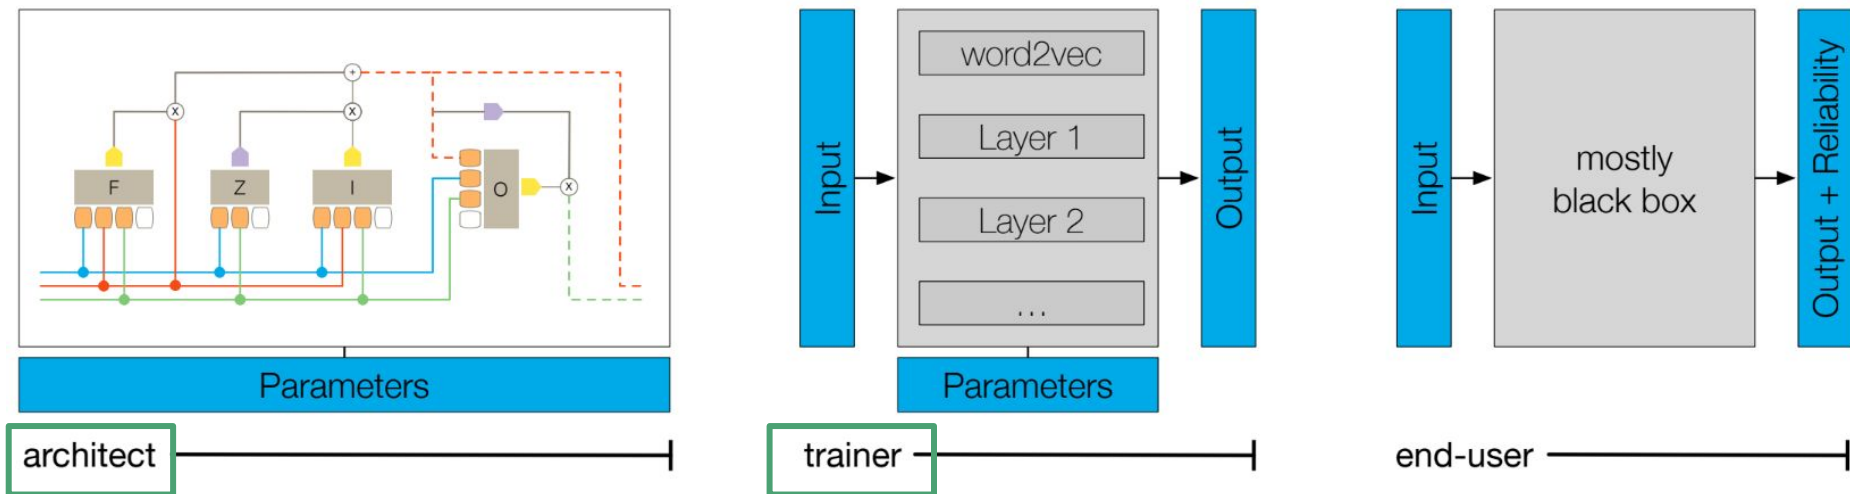 +
X
X
F
Z
I
O
X
Parameters
architect
Input
word2vec
Layer 1
Layer 2
...
Output
Parameters
trainer
Input
mostly
black box
Output + Reliability
end-user